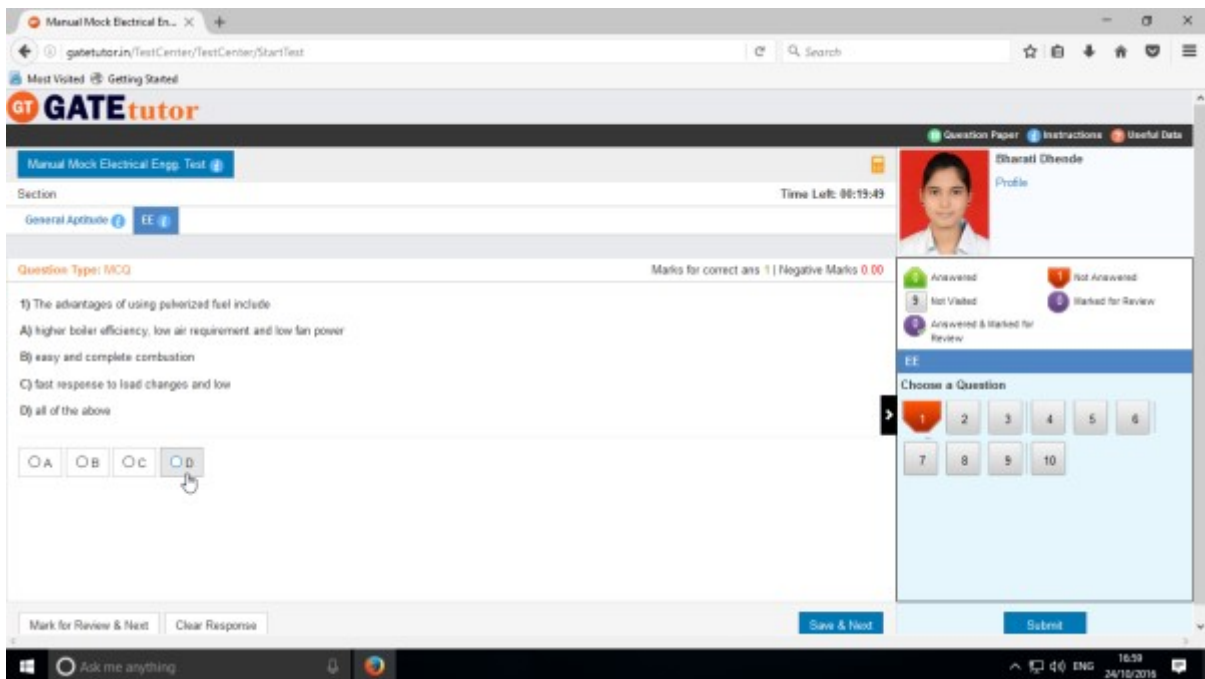 Manual Mock Electrical En...
gatetutor.in/TestCenter/TestCenter/StartTest
Search
Most Visited Getting Started
GT GATEtutor
Question Paper Instructions Useful Data
Manual Mock Electrical Engg. Test
Bharati Dhende
Profile
Section
Time Left: 00:19:49
General Aptitude EE
Question Type: MCQ
Marks for correct ans 1 | Negative Marks 0.00
1) The advantages of using pulverized fuel include
A) higher boiler efficiency, low air requirement and low fan power
B) easy and complete combustion
C) fast response to load changes and low
D) all of the above
A B C D
0 Answered
1 Not Answered
9 Not Visited
0 Marked for Review
0 Answered & Marked for
Review
EE
Choose a Question
1 2 3 4 5 6
7 8 9 10
Mark for Review & Next Clear Response Save & Next Submit
Ask me anything
ENG
16:59
24/10/2016